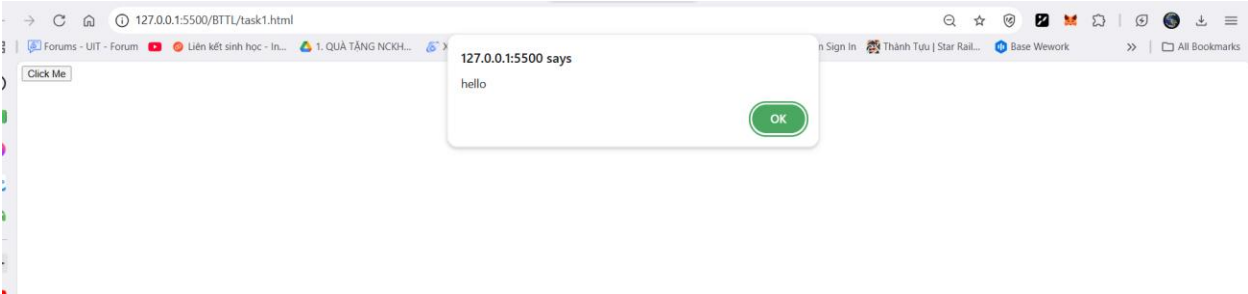 127.0.0.1:5500/BTTL/task1.html
Forums - UIT - Forum Liên kết sinh học - In... 1. QUÀ TẶNG NCKH... n Sign In Thành Tựu | Star Rail... Base Wework All Bookmarks
127.0.0.1:5500 says
hello
OK
Click Me